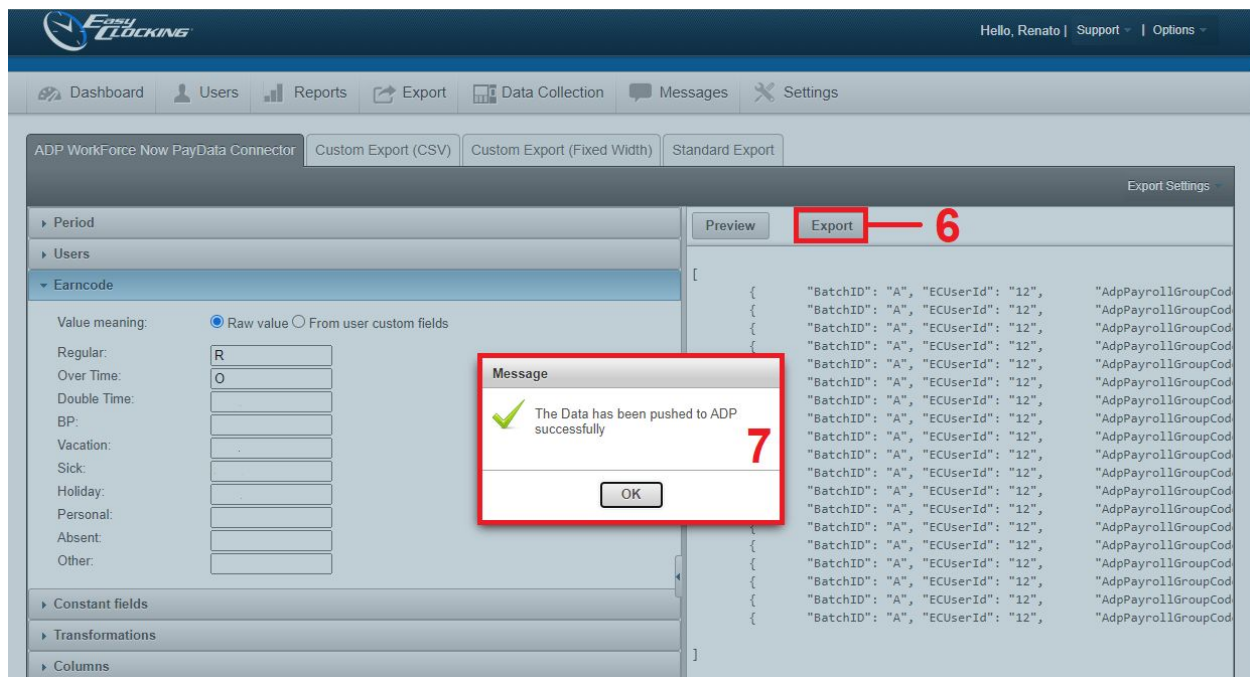 EASY CLOCKING
Hello, Renato | Support | Options
Dashboard Users Reports Export Data Collection Messages Settings
ADP WorkForce Now PayData Connector Custom Export (CSV) Custom Export (Fixed Width) Standard Export
Export Settings
Period
Users
Earncode
Value meaning: Raw value From user custom fields
Regular: R
Over Time: O
Double Time:
BP:
Vacation:
Sick:
Holiday:
Personal:
Absent:
Other:
Constant fields
Transformations
Columns
Preview Export 6
[
{ "BatchID": "A", "ECUserId": "12", "AdpPayrollGroupCod
{ "BatchID": "A", "ECUserId": "12", "AdpPayrollGroupCod
{ "BatchID": "A", "ECUserId": "12", "AdpPayrollGroupCod
{ "BatchID": "A", "ECUserId": "12", "AdpPayrollGroupCod
{ "BatchID": "A", "ECUserId": "12", "AdpPayrollGroupCod
"BatchID": "A", "ECUserId": "12", "AdpPayrollGroupCod
"BatchID": "A", "ECUserId": "12", "AdpPayrollGroupCod
"BatchID": "A", "ECUserId": "12", "AdpPayrollGroupCod
"BatchID": "A", "ECUserId": "12", "AdpPayrollGroupCod
"BatchID": "A", "ECUserId": "12", "AdpPayrollGroupCod
"BatchID": "A", "ECUserId": "12", "AdpPayrollGroupCod
"BatchID": "A", "ECUserId": "12", "AdpPayrollGroupCod
"BatchID": "A", "ECUserId": "12", "AdpPayrollGroupCod
{ "BatchID": "A", "ECUserId": "12", "AdpPayrollGroupCod
{ "BatchID": "A", "ECUserId": "12", "AdpPayrollGroupCod
{ "BatchID": "A", "ECUserId": "12", "AdpPayrollGroupCod
{ "BatchID": "A", "ECUserId": "12", "AdpPayrollGroupCod
{ "BatchID": "A", "ECUserId": "12", "AdpPayrollGroupCod
{ "BatchID": "A", "ECUserId": "12", "AdpPayrollGroupCod
]
Message
The Data has been pushed to ADP
successfully
7
OK